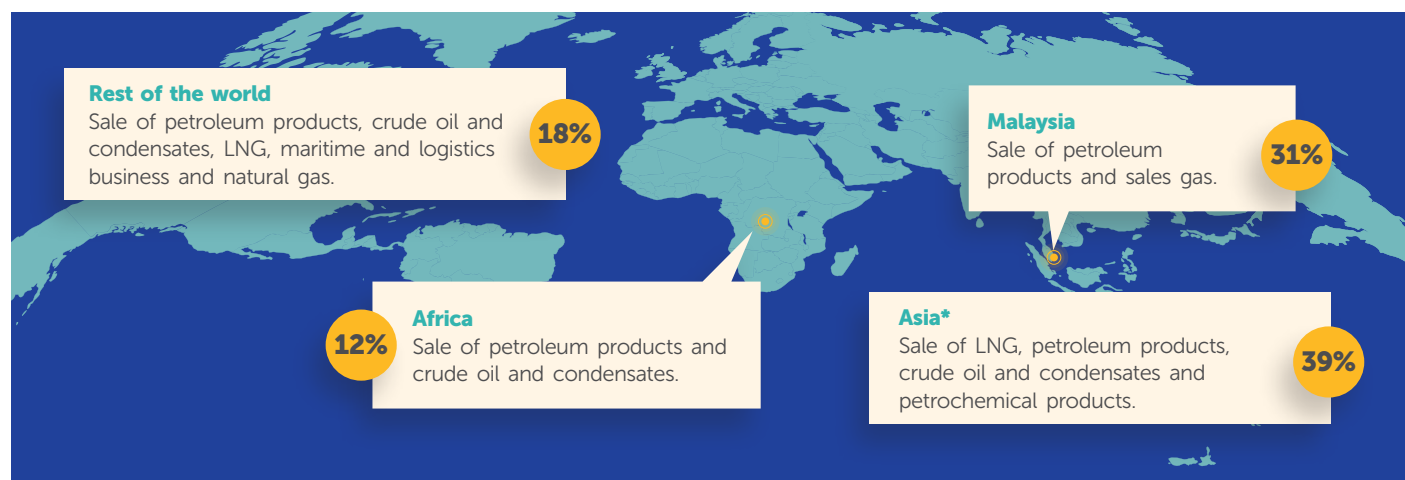 Rest of the world
Sale of petroleum products, crude oil and
condensates, LNG, maritime and logistics
business and natural gas.
18%
Malaysia
Sale of petroleum
products and sales gas.
31%
Africa
Sale of petroleum products and
crude oil and condensates.
12%
Asia*
Sale of LNG, petroleum products,
crude oil and condensates and
petrochemical products.
39%